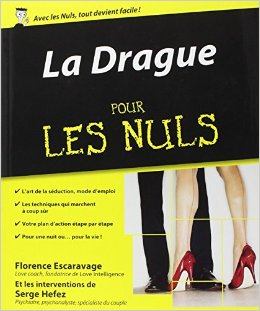 Avec les Nuls, tout devient facile !
La Drague
POUR
LES NULS
✓ L'art de la séduction, mode d'emploi
✓ Les techniques qui marchent
à coup sûr
✓ Votre plan d'action étape par étape
✓ Pour une nuit ou... pour la vie !
Florence Escaravage
Love coach, fondatrice de Love Intelligence
Et les interventions de
Serge Hefez
Psychiatre, psychanalyste, spécialiste du couple